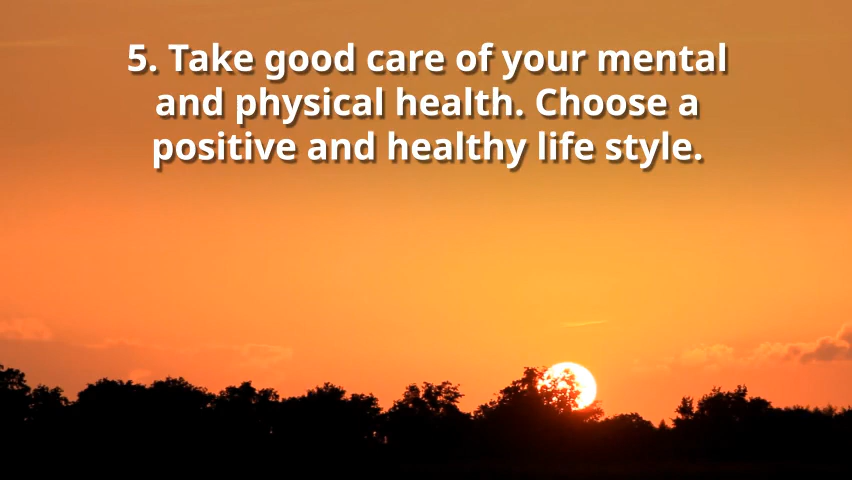 5. Take good care of your mental
and physical health. Choose a
positive and healthy life style.